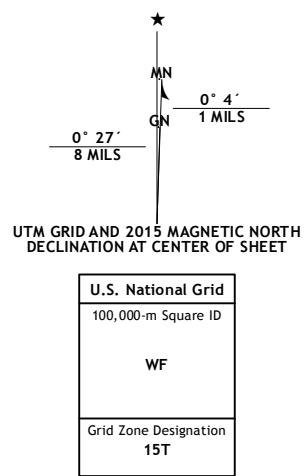 ★
MN
0° 4´
1 MILS
GN
0° 27´
8 MILS
UTM GRID AND 2015 MAGNETIC NORTH
DECLINATION AT CENTER OF SHEET
U.S. National Grid
100,000-m Square ID
WF
Grid Zone Designation
15T